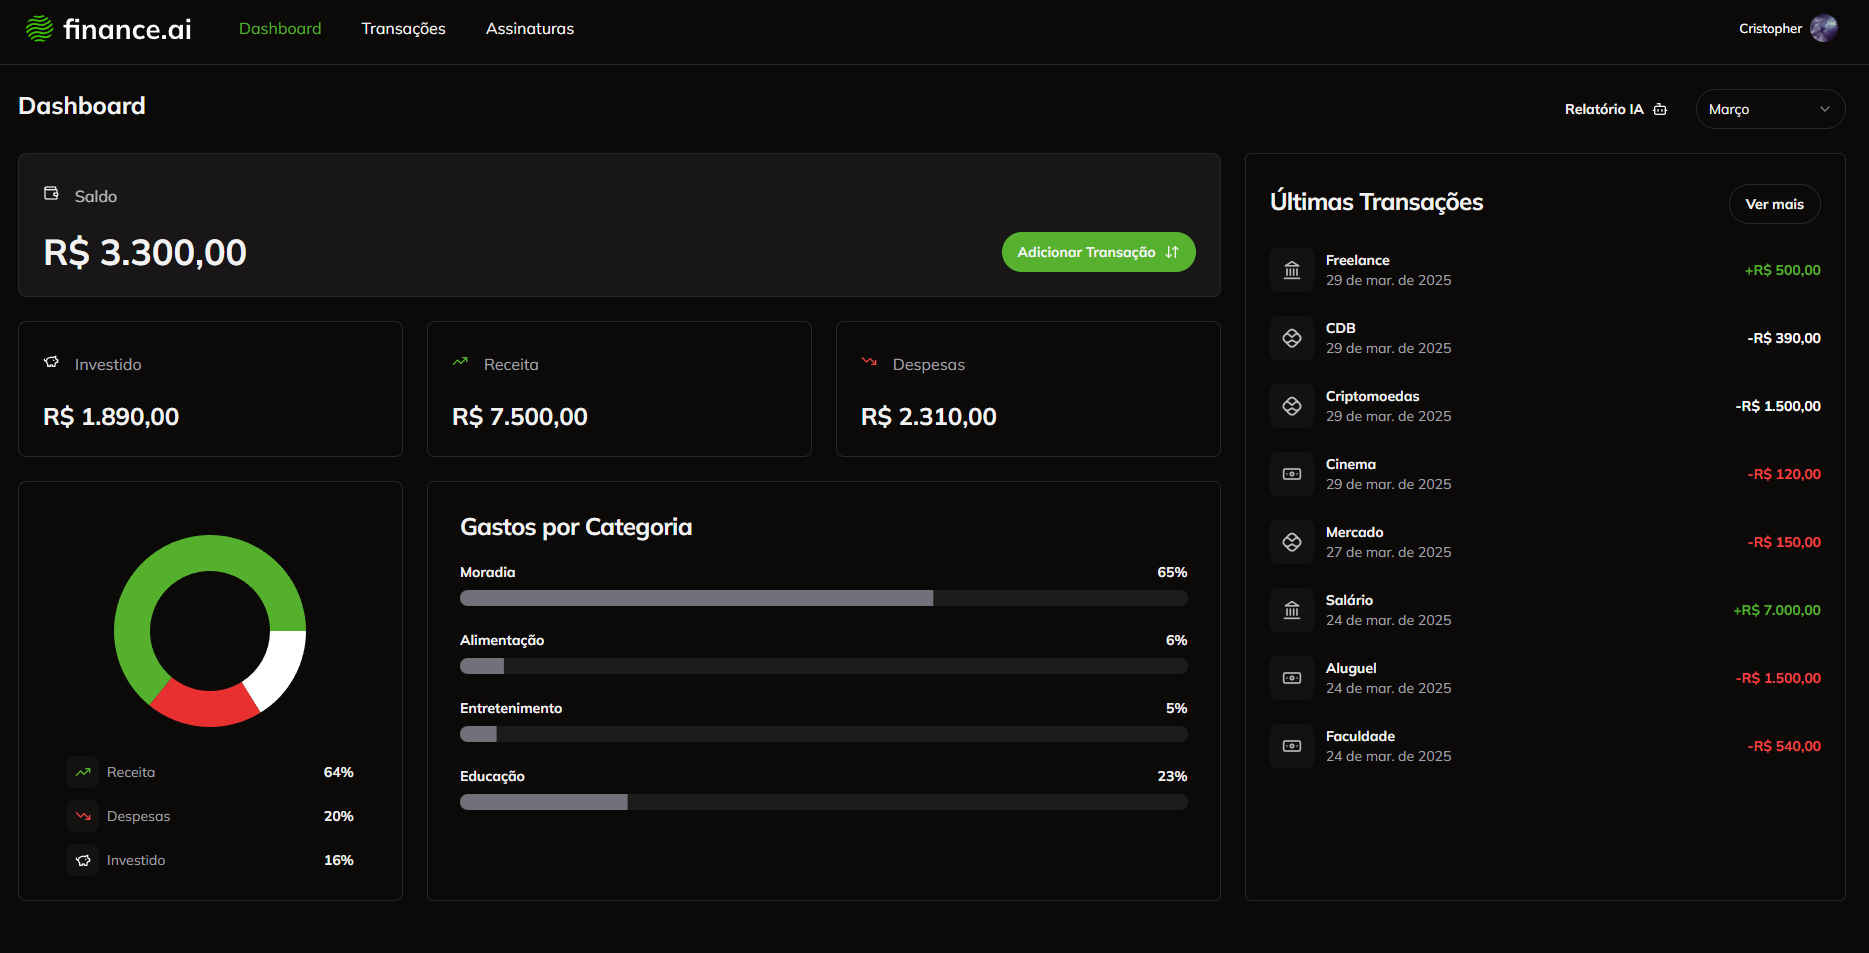 finance.ai
Dashboard
Transações
Assinaturas
Cristopher
Dashboard
Relatório IA
Março
Saldo
R$ 3.300,00
Adicionar Transação
Investido
R$ 1.890,00
Receita
R$ 7.500,00
Despesas
R$ 2.310,00
Receita 64%
Despesas 20%
Investido 16%
Gastos por Categoria
Moradia 65%
Alimentação 6%
Entretenimento 5%
Educação 23%
Últimas Transações
Ver mais
Freelance
29 de mar. de 2025
+R$ 500,00
CDB
29 de mar. de 2025
-R$ 390,00
Criptomoedas
29 de mar. de 2025
-R$ 1.500,00
Cinema
29 de mar. de 2025
-R$ 120,00
Mercado
27 de mar. de 2025
-R$ 150,00
Salário
24 de mar. de 2025
+R$ 7.000,00
Aluguel
24 de mar. de 2025
-R$ 1.500,00
Faculdade
24 de mar. de 2025
-R$ 540,00